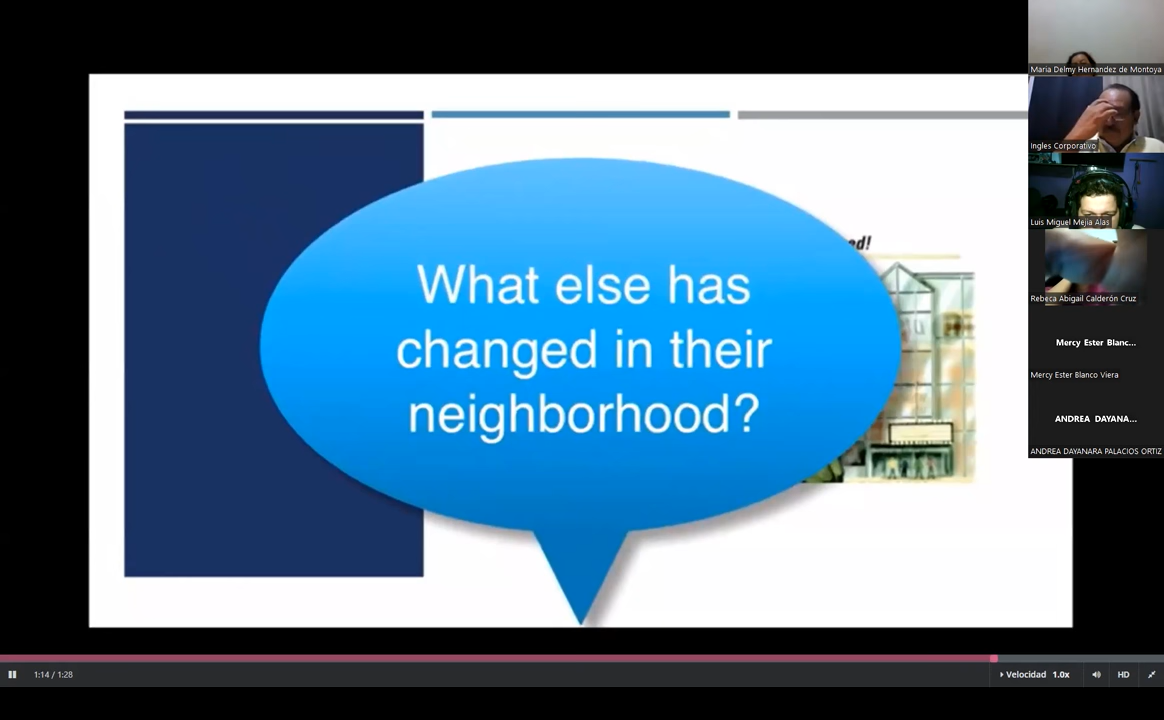 What else has
changed in their
neighborhood?
ed!
Maria Delmy Hernandez de Montoya
Ingles Corporativo
Luis Miguel Mejia Alas
Rebeca Abigail Calderón Cruz
Mercy Ester Blanc...
Mercy Ester Blanco Viera
ANDREA DAYANA...
ANDREA DAYANARA PALACIOS ORTIZ
1:14 / 1:28
Velocidad 1.0x
HD